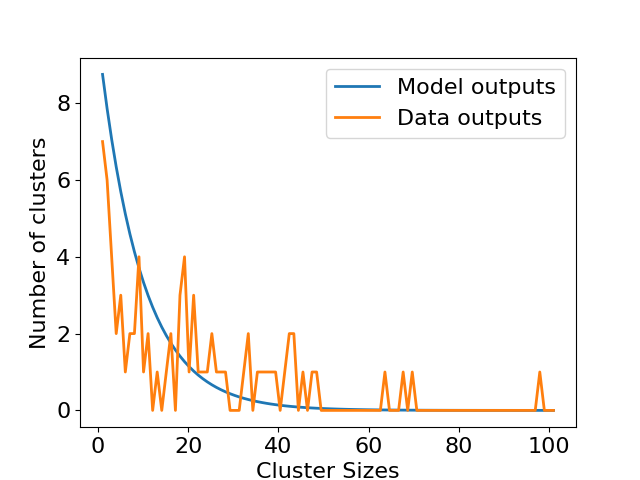 Model outputs
Data outputs
Number of clusters
8
6
4
2
0
0 20 40 60 80 100
Cluster Sizes